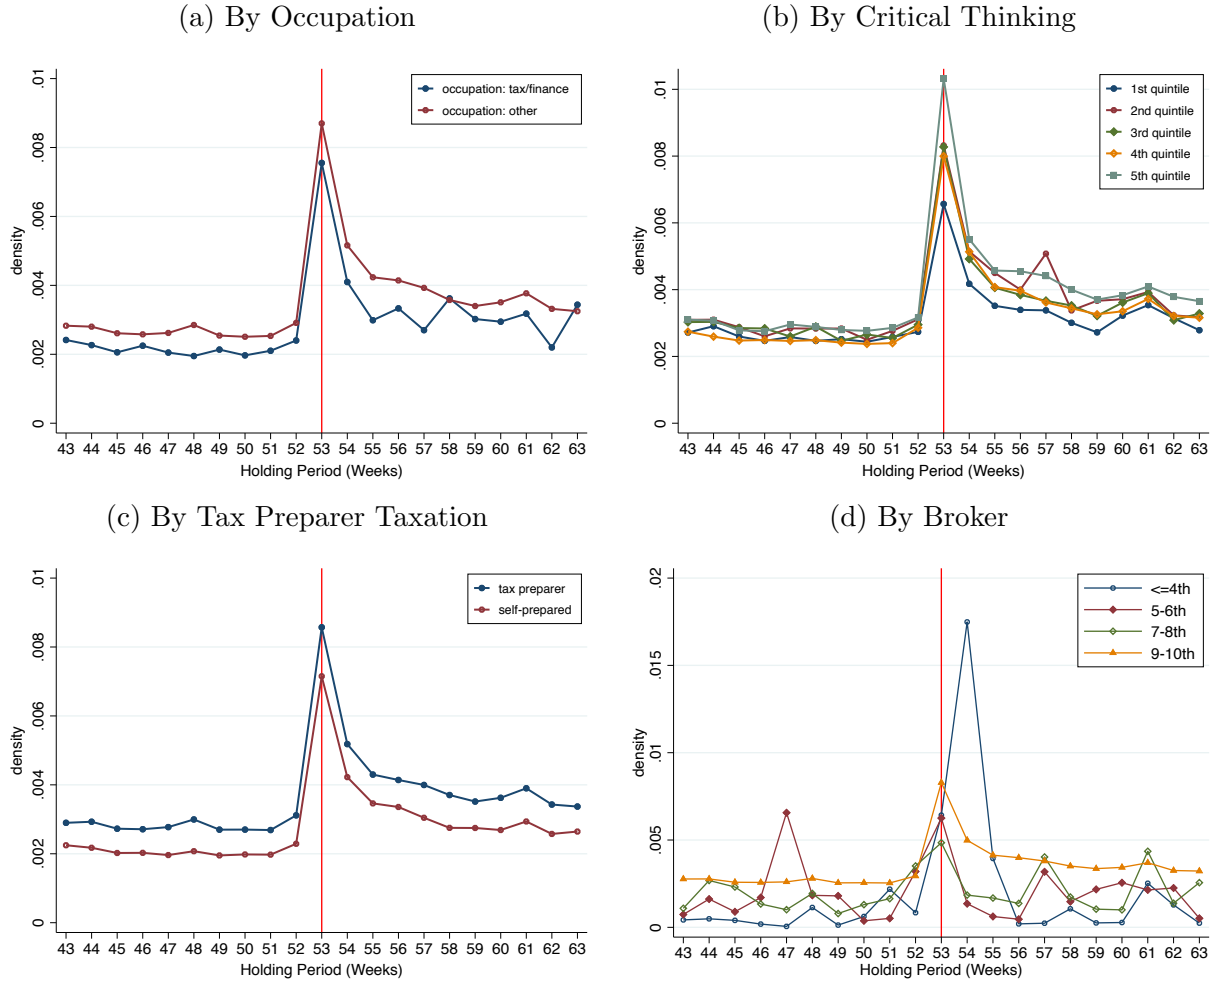 (a) By Occupation
density
0 .002 .004 .006 .008 .01
occupation: tax/finance
occupation: other
43 44 45 46 47 48 49 50 51 52 53 54 55 56 57 58 59 60 61 62 63
Holding Period (Weeks)
(b) By Critical Thinking
density
0 .002 .004 .006 .008 .01
1st quintile
2nd quintile
3rd quintile
4th quintile
5th quintile
43 44 45 46 47 48 49 50 51 52 53 54 55 56 57 58 59 60 61 62 63
Holding Period (Weeks)
(c) By Tax Preparer Taxation
density
0 .002 .004 .006 .008 .01
tax preparer
self-prepared
43 44 45 46 47 48 49 50 51 52 53 54 55 56 57 58 59 60 61 62 63
Holding Period (Weeks)
(d) By Broker
density
0 .005 .01 .015 .02
<=4th
5-6th
7-8th
9-10th
43 44 45 46 47 48 49 50 51 52 53 54 55 56 57 58 59 60 61 62 63
Holding Period (Weeks)